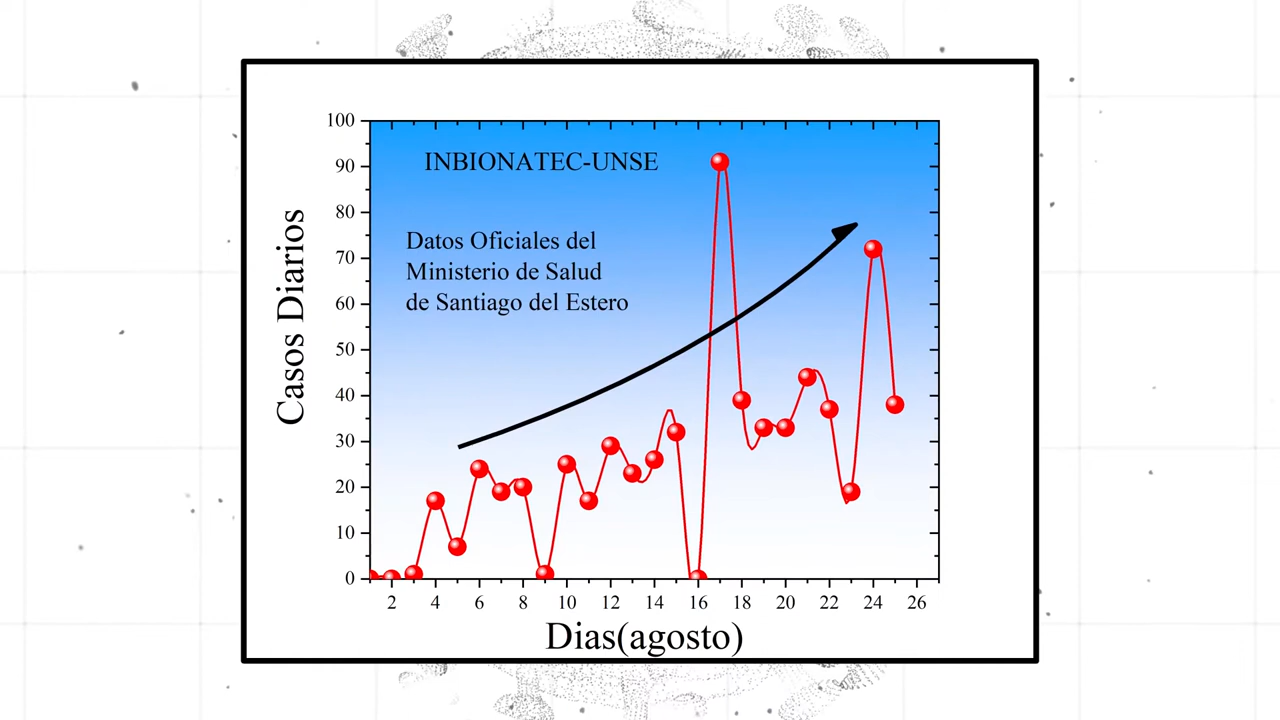 100
90
80
70
60
50
40
30
20
10
0
Casos Diarios
INBIONATEC-UNSE
Datos Oficiales del
Ministerio de Salud
de Santiago del Estero
2 4 6 8 10 12 14 16 18 20 22 24 26
Dias(agosto)